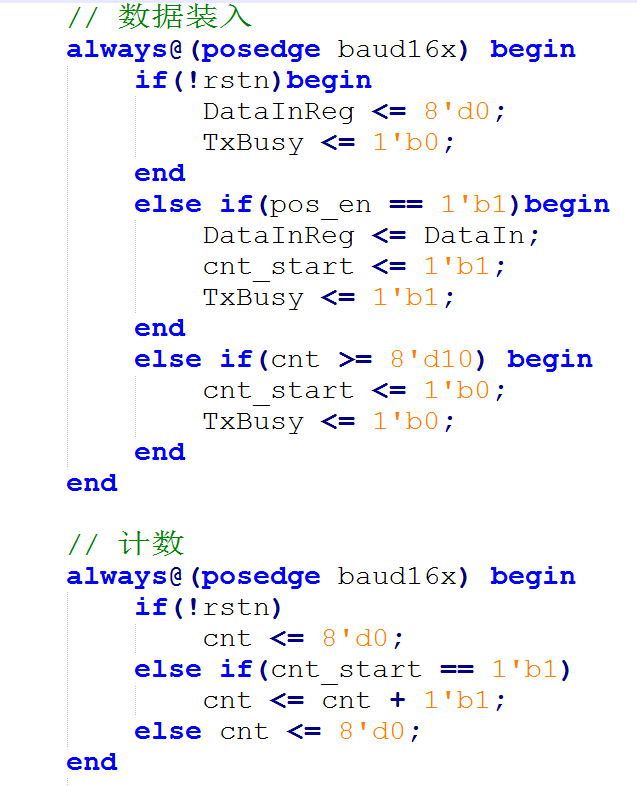 // 数据装入
always@(posedge baud16x) begin
if(!rstn)begin
DataInReg <= 8'd0;
TxBusy <= 1'b0;
end
else if(pos_en == 1'b1)begin
DataInReg <= DataIn;
cnt_start <= 1'b1;
TxBusy <= 1'b1;
end
else if(cnt >= 8'd10) begin
cnt_start <= 1'b0;
TxBusy <= 1'b0;
end
end
// 计数
always@(posedge baud16x) begin
if(!rstn)
cnt <= 8'd0;
else if(cnt_start == 1'b1)
cnt <= cnt + 1'b1;
else cnt <= 8'd0;
end